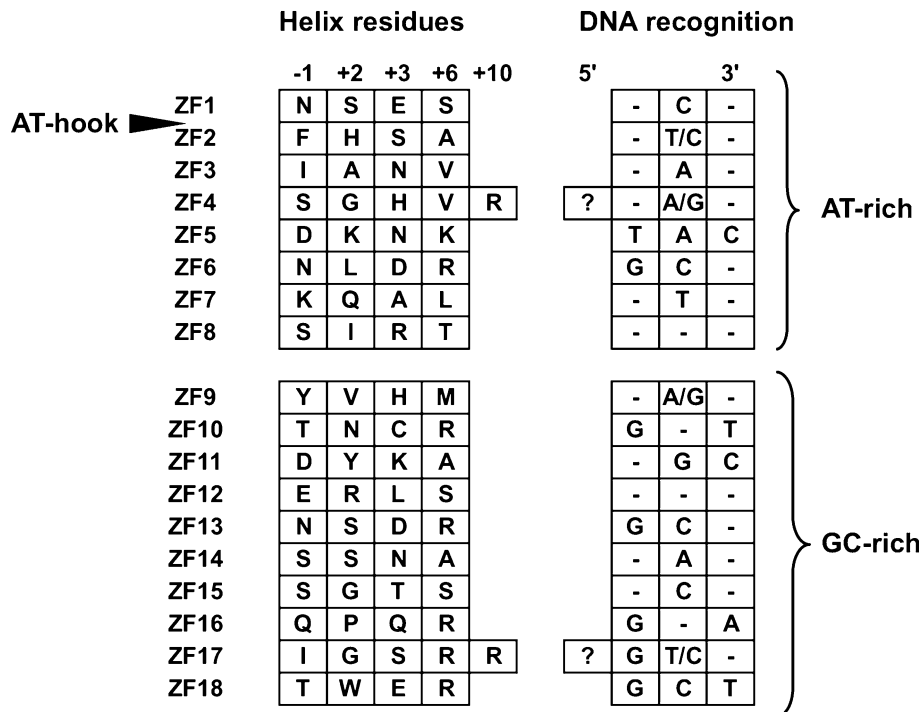 Helix residues DNA recognition
-1 +2 +3 +6 +10 5' 3'
ZF1 N S E S - C -
AT-hook
ZF2 F H S A - T/C -
ZF3 I A N V - A -
ZF4 S G H V R ? - A/G -
AT-rich
ZF5 D K N K T A C
ZF6 N L D R G C -
ZF7 K Q A L - T -
ZF8 S I R T - - -
ZF9 Y V H M - A/G -
ZF10 T N C R G - T
ZF11 D Y K A - G C
ZF12 E R L S - - -
ZF13 N S D R G C -
GC-rich
ZF14 S S N A - A -
ZF15 S G T S - C -
ZF16 Q P Q R G - A
ZF17 I G S R R ? G T/C -
ZF18 T W E R G C T